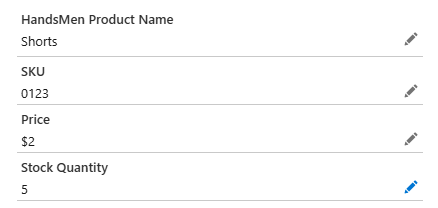 HandsMen Product Name
Shorts
SKU
0123
Price
$2
Stock Quantity
5